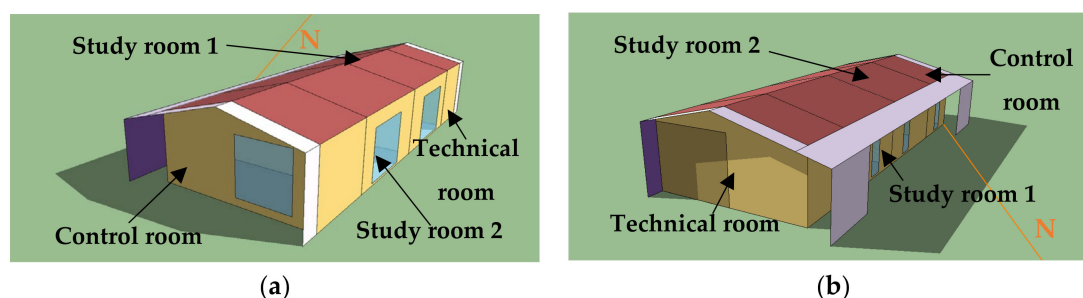 Study room 1
N
Technical
room
Control room
Study room 2
(a)
Study room 2
Control
room
Technical room
Study room 1
N
(b)